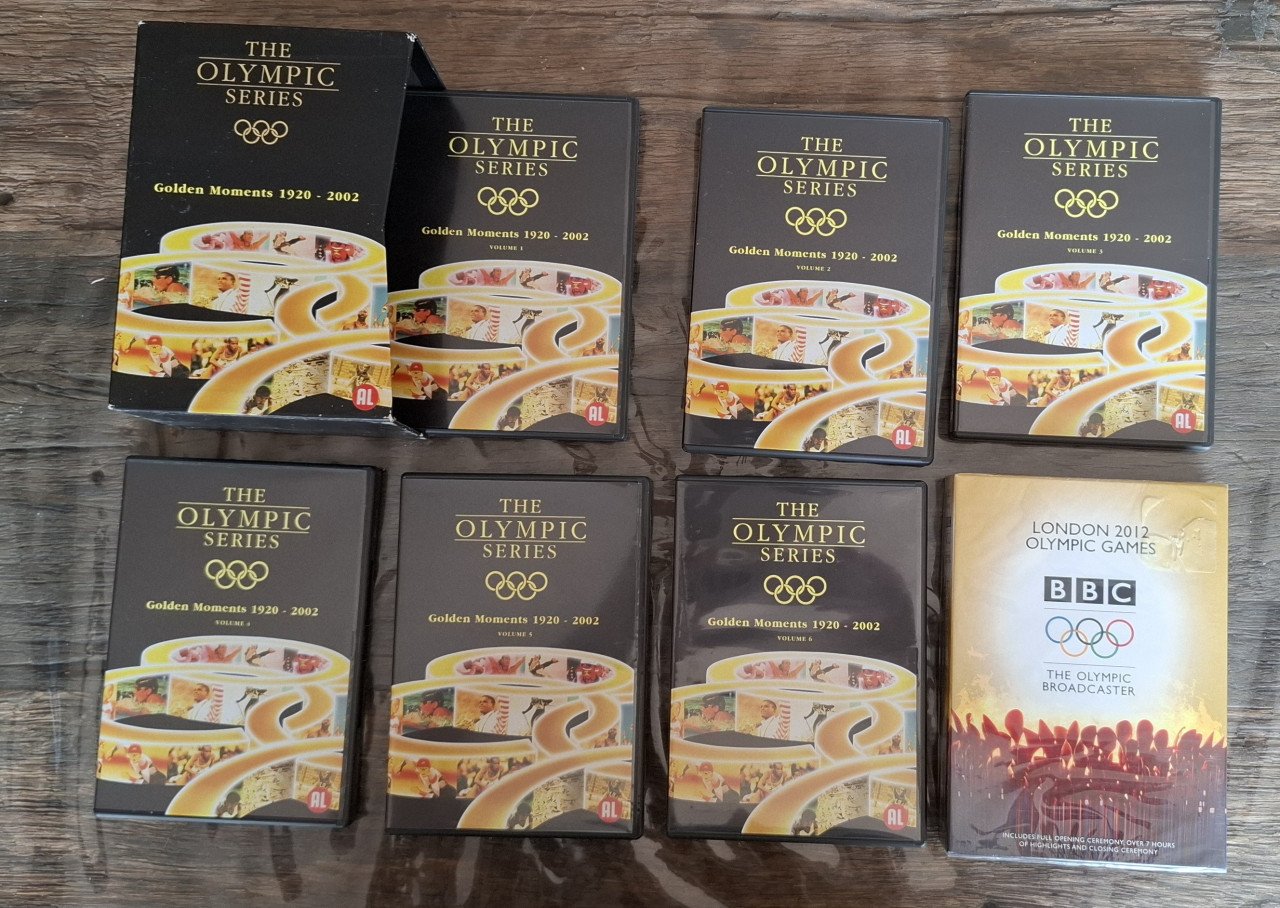 THE
OLYMPIC
SERIES
Golden Moments 1920 - 2002
AL
THE
OLYMPIC
SERIES
Golden Moments 1920 - 2002
VOLUME 1
AL
THE
OLYMPIC
SERIES
Golden Moments 1920 - 2002
VOLUME 2
AL
THE
OLYMPIC
SERIES
Golden Moments 1920 - 2002
VOLUME 3
AL
THE
OLYMPIC
SERIES
Golden Moments 1920 - 2002
VOLUME 4
AL
THE
OLYMPIC
SERIES
Golden Moments 1920 - 2002
VOLUME 5
AL
THE
OLYMPIC
SERIES
Golden Moments 1920 - 2002
VOLUME 6
AL
LONDON 2012
OLYMPIC GAMES
BBC
THE OLYMPIC
BROADCASTER
INCLUDES FULL OPENING CEREMONY, OVER 7 HOURS
OF HIGHLIGHTS AND CLOSING CEREMONY